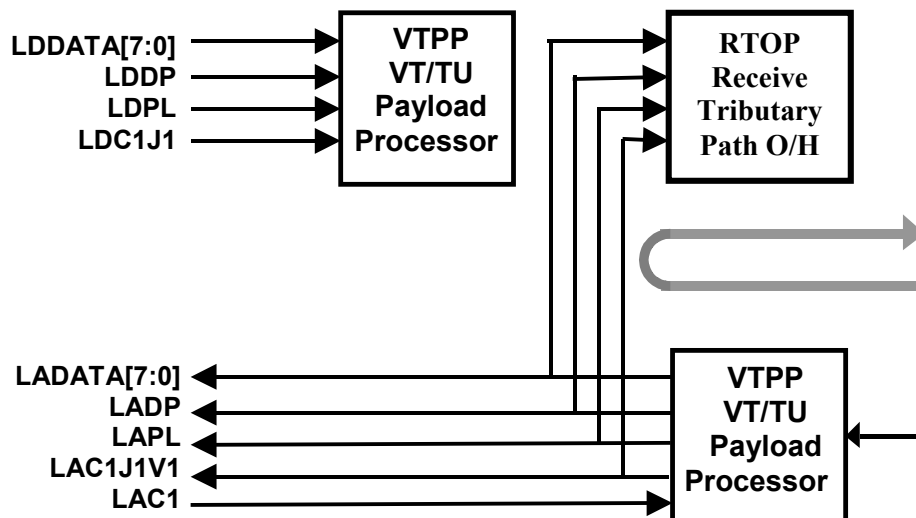 LDDATA[7:0]
LDDP
LDPL
LDC1J1
VTPP
VT/TU
Payload
Processor
RTOP
Receive
Tributary
Path O/H
LADATA[7:0]
LADP
LAPL
LAC1J1V1
LAC1
VTPP
VT/TU
Payload
Processor